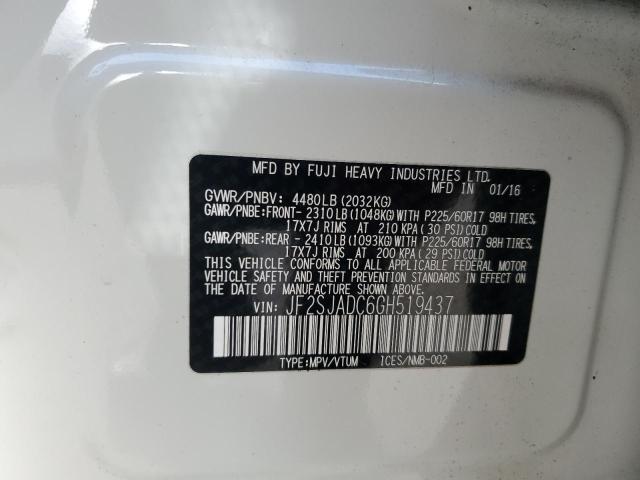 MFD BY FUJI HEAVY INDUSTRIES LTD.
MFD IN 01/16
GVWR/PNBV: 4480LB(2032KG)
GAWR/PNBE:FRONT- 2310LB(1048KG)WITH P225/60R17 98H TIRES,
17X7J RIMS AT 210 KPA(30 PSI)COLD
GAWR/PNBE:REAR - 2410LB(1093KG)WITH P225/60R17 98H TIRES,
17X7J RIMS AT 200 KPA(29 PSI)COLD
THIS VEHICLE CONFORMS TO ALL APPLICABLE FEDERAL MOTOR
VEHICLE SAFETY AND THEFT PREVENTION STANDARDS IN EFFECT
ON THE DATE OF MANUFACTURE SHOWN ABOVE.
VIN: JF2SJADC6GH519437
TYPE:MPV/VTUM ICES/NMB-002